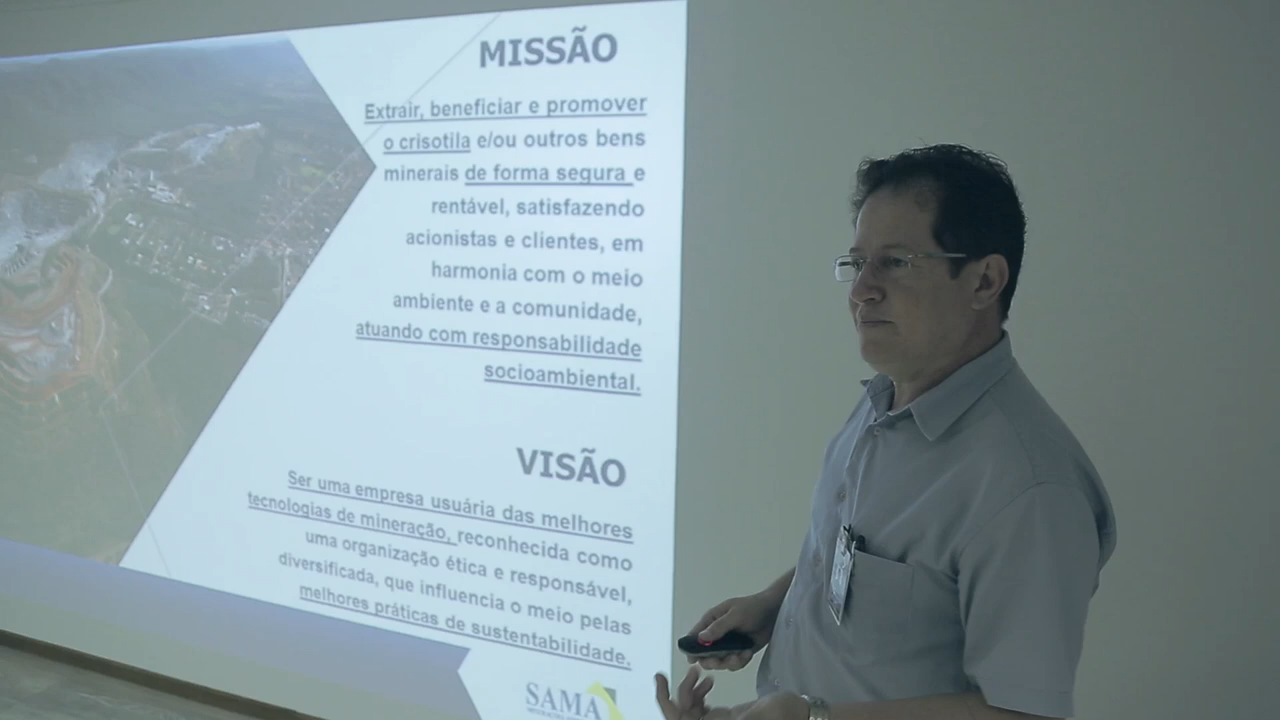 MISSÃO
Extrair, beneficiar e promover
o crisotila e/ou outros bens
minerais de forma segura e
rentável, satisfazendo
acionistas e clientes, em
harmonia com o meio
ambiente e a comunidade,
atuando com responsabilidade
socioambiental.
VISÃO
Ser uma empresa usuária das melhores
tecnologias de mineração, reconhecida como
uma organização ética e responsável,
diversificada, que influencia o meio pelas
melhores práticas de sustentabilidade.
SAMA